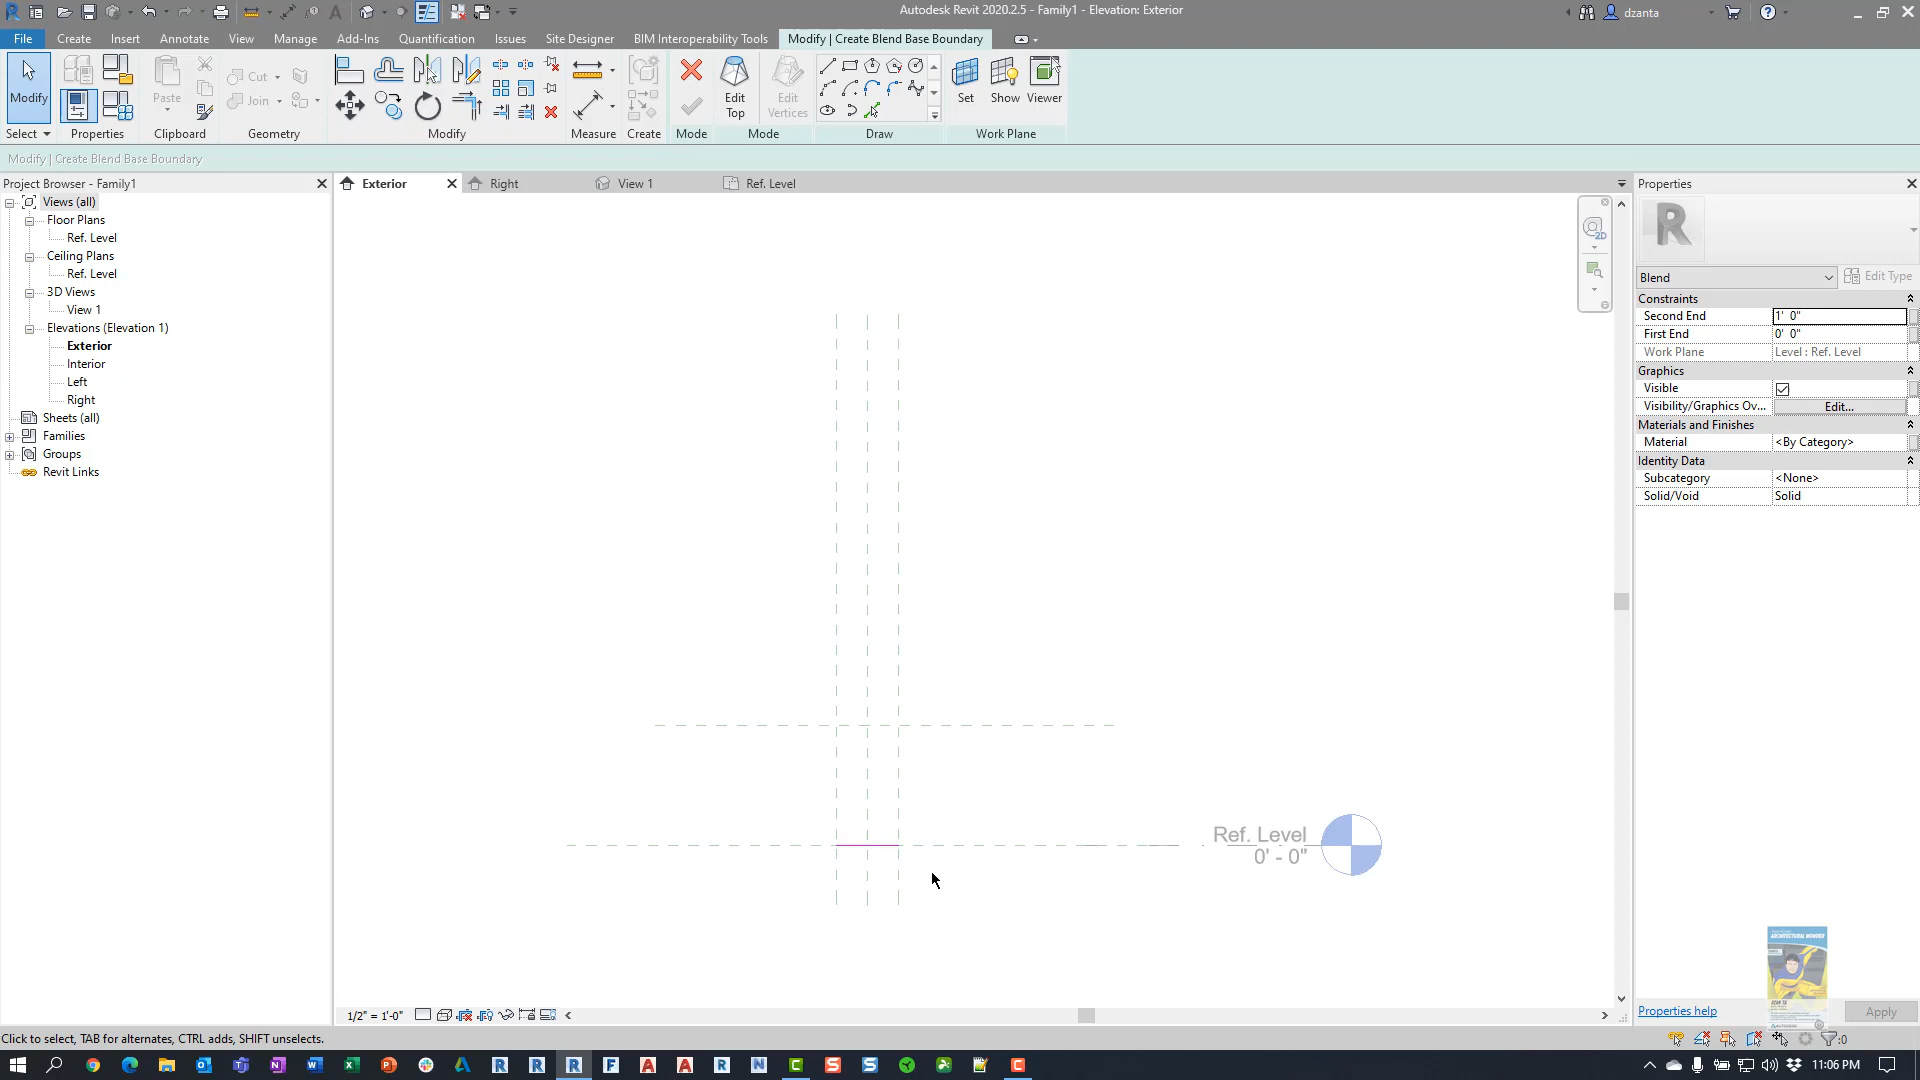 Autodesk Revit 2020.2.5 - Family1 - Elevation: Exterior
dzanta
File
Create
Insert
Annotate
View
Manage
Add-Ins
Quantification
Issues
Site Designer
BIM Interoperability Tools
Modify | Create Blend Base Boundary
Modify
Paste
Cut
Join
Edit Top
Edit Vertices
Set
Show
Viewer
Select
Properties
Clipboard
Geometry
Modify
Measure
Create
Mode
Mode
Draw
Work Plane
Modify | Create Blend Base Boundary
Project Browser - Family1
Views (all)
Floor Plans
Ref. Level
Ceiling Plans
Ref. Level
3D Views
View 1
Elevations (Elevation 1)
Exterior
Interior
Left
Right
Sheets (all)
Families
Groups
Revit Links
Exterior
Right
View 1
Ref. Level
2D
Ref. Level
0' - 0"
1/2" = 1'-0"
Properties
Blend
Edit Type
Constraints
Second End 1' 0"
First End 0' 0"
Work Plane Level : Ref. Level
Graphics
Visible
Visibility/Graphics Ov... Edit...
Materials and Finishes
Material <By Category>
Identity Data
Subcategory <None>
Solid/Void Solid
ARCHITECTURAL WONDER
AUTODESK
Properties help
Apply
Click to select, TAB for alternates, CTRL adds, SHIFT unselects.
:0
11:06 PM